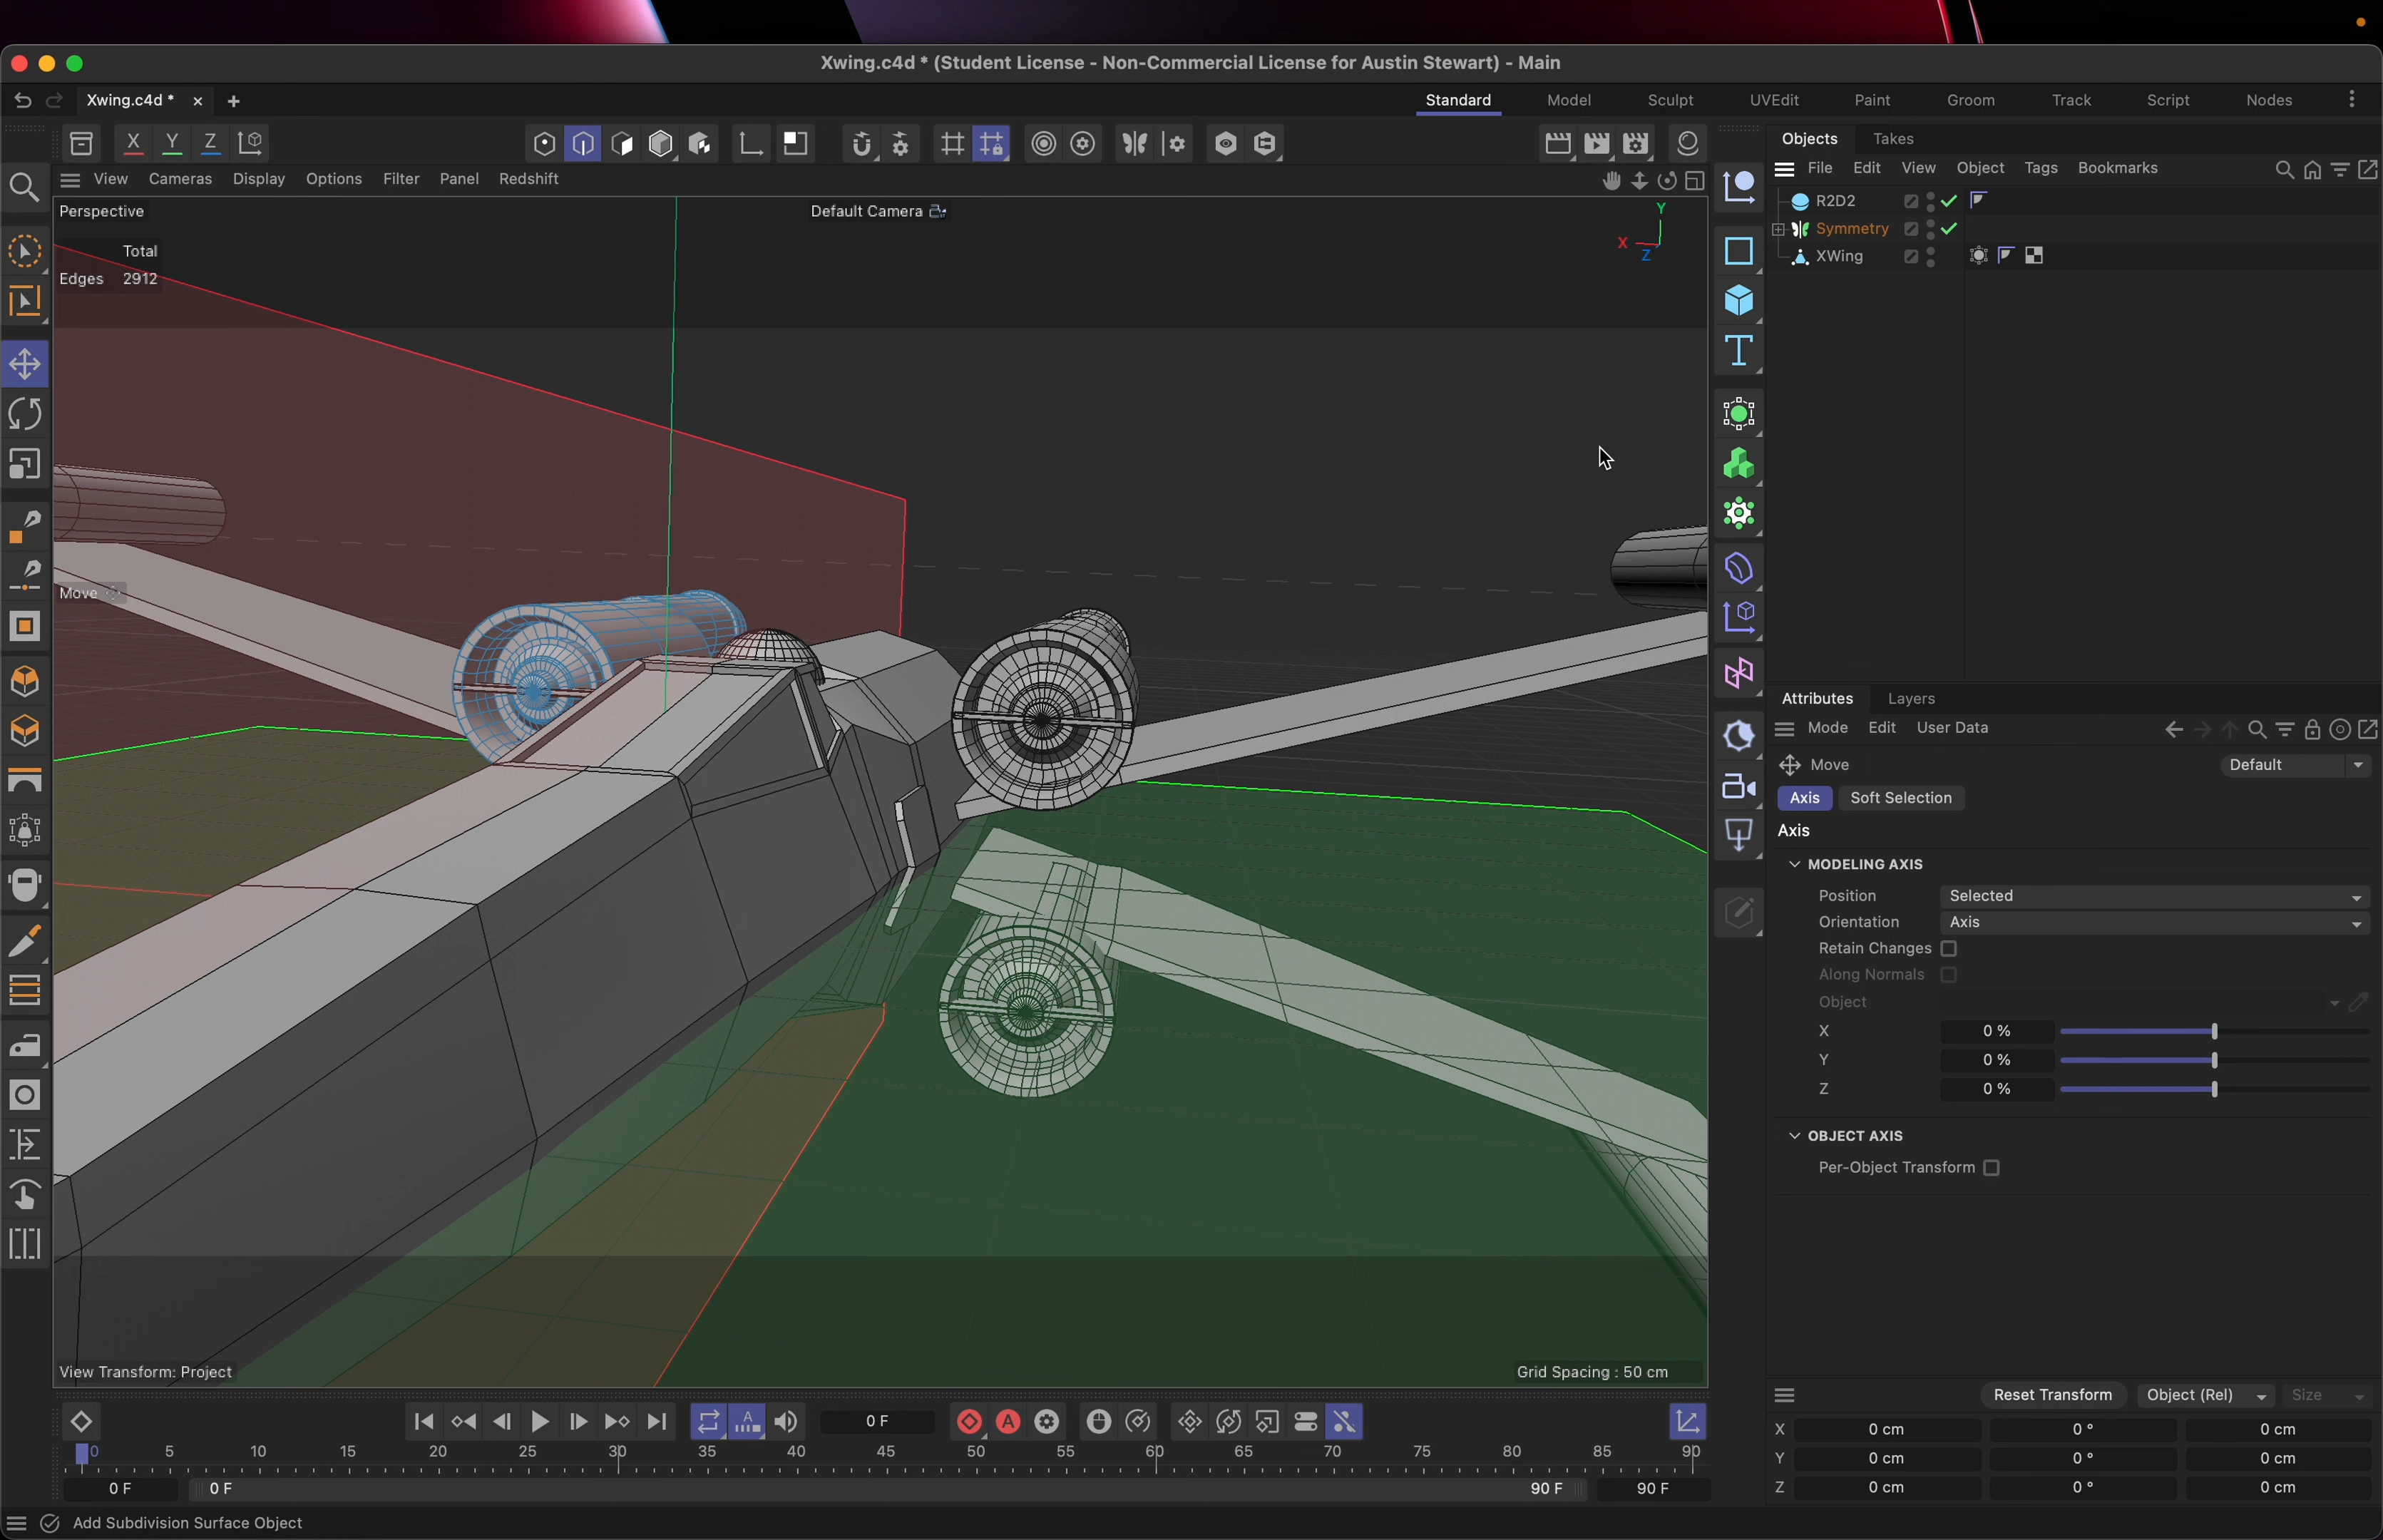 Xwing.c4d * (Student License - Non-Commercial License for Austin Stewart) - Main
Xwing.c4d *
Standard Model Sculpt UVEdit Paint Groom Track Script Nodes
X Y Z
View Cameras Display Options Filter Panel Redshift
Perspective
Default Camera
Y
X
Z
Total
Edges 2912
Move
View Transform: Project
Grid Spacing : 50 cm
Objects Takes
File Edit View Object Tags Bookmarks
R2D2
Symmetry
XWing
Attributes Layers
Mode Edit User Data
Move Default
Axis Soft Selection
Axis
MODELING AXIS
Position Selected
Orientation Axis
Retain Changes
Along Normals
Object
X 0 %
Y 0 %
Z 0 %
OBJECT AXIS
Per-Object Transform
Reset Transform Object (Rel) Size
X 0 cm 0 ° 0 cm
Y 0 cm 0 ° 0 cm
Z 0 cm 0 ° 0 cm
0 F
0 5 10 15 20 25 30 35 40 45 50 55 60 65 70 75 80 85 90
0 F 0 F 90 F 90 F
Add Subdivision Surface Object